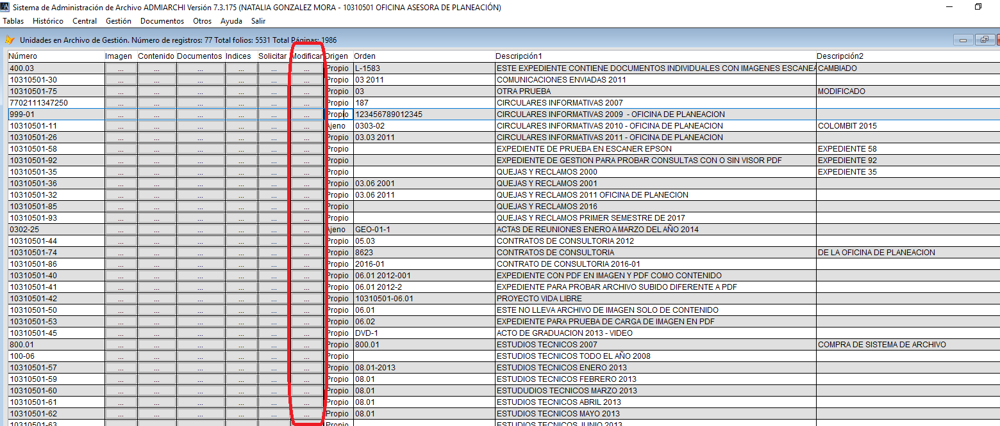 Sistema de Administración de Archivo ADMIARCHI Versión 7.3.175 (NATALIA GONZALEZ MORA - 10310501 OFICINA ASESORA DE PLANEACIÓN)
Tablas Histórico Central Gestión Documentos Otros Ayuda Salir
Unidades en Archivo de Gestión. Número de registros: 77 Total folios: 5531 Total Páginas: 1986
Número Imagen Contenido Documentos Indices Solicitar Modificar Origen Orden Descripción1 Descripción2
400.03 ... ... ... ... ... ... Propio L-1583 ESTE EXPEDIENTE CONTIENE DOCUMENTOS INDIVIDUALES CON IMAGENES ESCANEA CAMBIADO
10310501-30 ... ... ... ... ... ... Propio 03 2011 COMUNICACIONES ENVIADAS 2011
10310501-75 ... ... ... ... ... ... Propio 03 OTRA PRUEBA MODIFICADO
7702111347250 ... ... ... ... ... ... Propio 187 CIRCULARES INFORMATIVAS 2007
999-01 ... ... ... ... ... ... Propio 123456789012345 CIRCULARES INFORMATIVAS 2009 - OFICINA DE PLANEACION
10310501-11 ... ... ... ... ... ... Ajeno 0303-02 CIRCULARES INFORMATIVAS 2010 - OFICINA DE PLANEACION COLOMBIT 2015
10310501-26 ... ... ... ... ... ... Propio 03.03 2011 CIRCULARES INFORMATIVAS 2011 - OFICINA DE PLANEACION
10310501-58 ... ... ... ... ... ... Propio EXPEDIENTE DE PRUEBA EN ESCANER EPSON EXPEDIENTE 58
10310501-92 ... ... ... ... ... ... Propio EXPEDIENTE DE GESTION PARA PROBAR CONSULTAS CON O SIN VISOR PDF EXPEDIENTE 92
10310501-35 ... ... ... ... ... ... Propio QUEJAS Y RECLAMOS 2000 EXPEDIENTE 35
10310501-36 ... ... ... ... ... ... Propio 03.06 2001 QUEJAS Y RECLAMOS 2001
10310501-32 ... ... ... ... ... ... Propio 03.06 2011 QUEJAS Y RECLAMOS 2011 OFICINA DE PLANECION
10310501-85 ... ... ... ... ... ... Propio QUEJAS Y RECLAMOS 2016
10310501-93 ... ... ... ... ... ... Propio QUEJAS Y RECLAMOS PRIMER SEMESTRE DE 2017
0302-25 ... ... ... ... ... ... Ajeno GEO-01-1 ACTAS DE REUNIONES ENERO A MARZO DEL AÑO 2014
10310501-44 ... ... ... ... ... ... Propio 05.03 CONTRATOS DE CONSULTORIA 2012
10310501-74 ... ... ... ... ... ... Propio 8623 CONTRATOS DE CONSULTORIA DE LA OFICINA DE PLANEACION
10310501-86 ... ... ... ... ... ... Propio 2016-01 CONTRATO DE CONSULTORIA 2016-01
10310501-40 ... ... ... ... ... ... Propio 06.01 2012-001 EXPEDIENTE CON PDF EN IMAGEN Y PDF COMO CONTENIDO
10310501-41 ... ... ... ... ... ... Propio 06.01 2012-2 EXPEDIENTE PARA PROBAR ARCHIVO SUBIDO DIFERENTE A PDF
10310501-42 ... ... ... ... ... ... Propio 10310501-06.01 PROYECTO VIDA LIBRE
10310501-50 ... ... ... ... ... ... Propio 06.01 ESTE NO LLEVA ARCHIVO DE IMAGEN SOLO DE CONTENIDO
10310501-53 ... ... ... ... ... ... Propio 06.02 EXPEDIENTE PARA PRUEBA DE CARGA DE IMAGEN EN PDF
10310501-45 ... ... ... ... ... ... Propio DVD-1 ACTO DE GRADUACION 2013 - VIDEO
800.01 ... ... ... ... ... ... Propio 800.01 ESTUDIOS TECNICOS 2007 COMPRA DE SISTEMA DE ARCHIVO
100-06 ... ... ... ... ... ... Propio ESTUDIOS TECNICOS TODO EL AÑO 2008
10310501-57 ... ... ... ... ... ... Propio 08.01-2013 ESTUDIOS TECNICOS ENERO 2013
10310501-59 ... ... ... ... ... ... Propio 08.01 ESTUDIOS TECNICOS FEBRERO 2013
10310501-60 ... ... ... ... ... ... Propio 08.01 ESTUDUDIOS TECNICOS MARZO 2013
10310501-61 ... ... ... ... ... ... Propio 08.01 ESTUDIOS TECNICOS ABRIL 2013
10310501-62 ... ... ... ... ... ... Propio 08.01 ESTUDIOS TECNICOS MAYO 2013
10310501-63 Propio ESTUDIOS TECNICOS JUNIO 2013